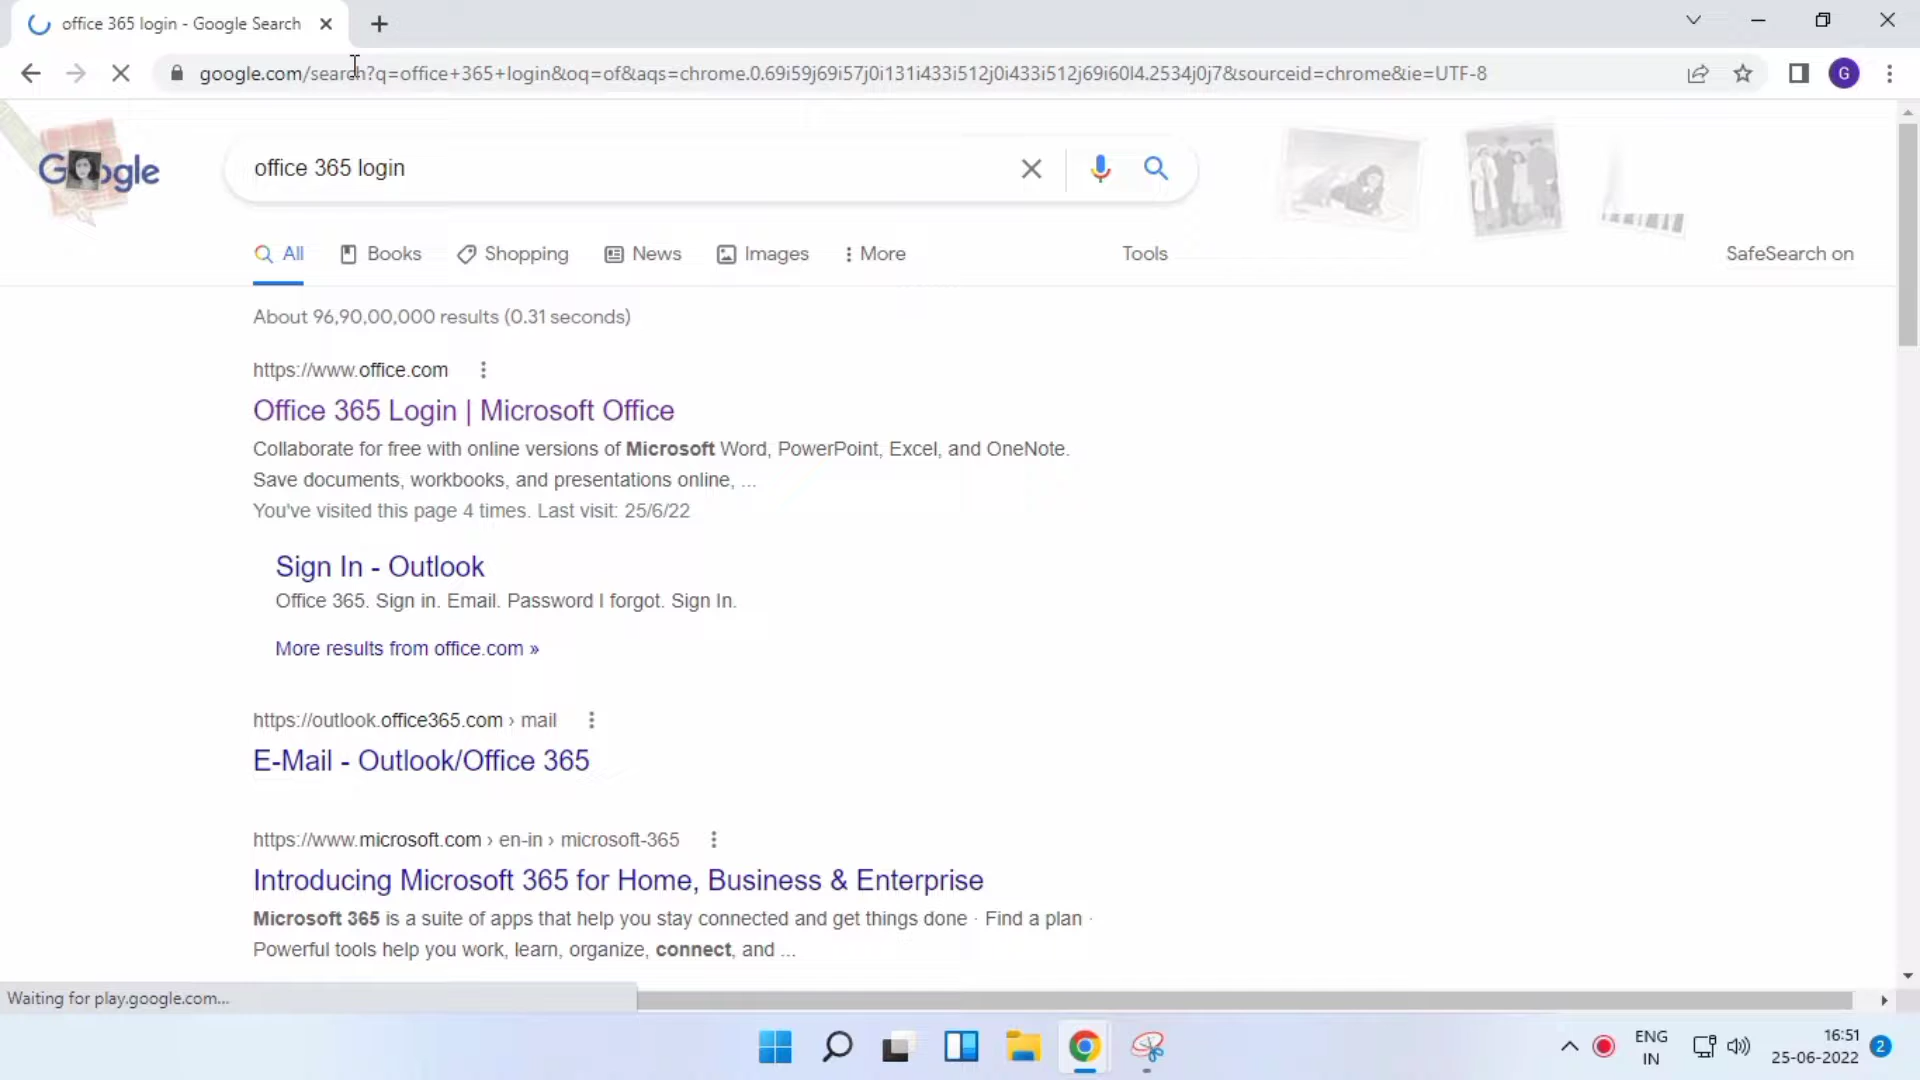 office 365 login - Google Search
google.com/search?q=office+365+login&oq=of&aqs=chrome.0.69i59j69i57j0i131i433i512j0i433i512j69i60l4.2534j0j7&sourceid=chrome&ie=UTF-8
G
Google
office 365 login
All
Books
Shopping
News
Images
More
Tools
SafeSearch on
About 96,90,00,000 results (0.31 seconds)
https://www.office.com
Office 365 Login | Microsoft Office
Collaborate for free with online versions of Microsoft Word, PowerPoint, Excel, and OneNote.
Save documents, workbooks, and presentations online, ...
You've visited this page 4 times. Last visit: 25/6/22
Sign In - Outlook
Office 365. Sign in. Email. Password I forgot. Sign In.
More results from office.com »
https://outlook.office365.com › mail
E-Mail - Outlook/Office 365
https://www.microsoft.com › en-in › microsoft-365
Introducing Microsoft 365 for Home, Business & Enterprise
Microsoft 365 is a suite of apps that help you stay connected and get things done · Find a plan ·
Powerful tools help you work, learn, organize, connect, and ...
Waiting for play.google.com...
ENG
IN
16:51
25-06-2022
2